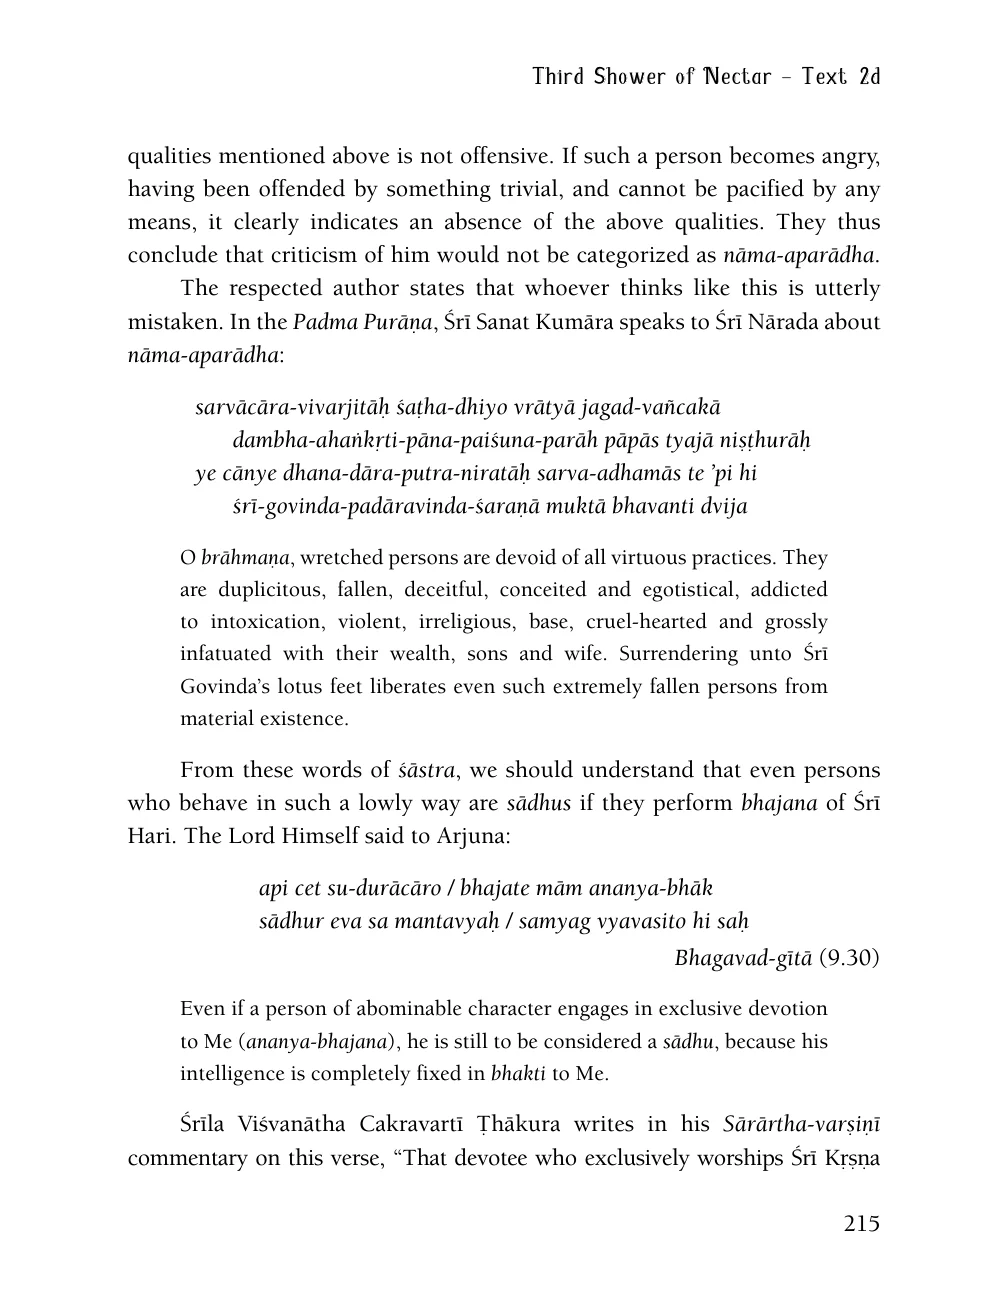 Third Shower of Nectar – Text 2d
qualities mentioned above is not offensive. If such a person becomes angry,
having been offended by something trivial, and cannot be pacified by any
means, it clearly indicates an absence of the above qualities. They thus
conclude that criticism of him would not be categorized as nāma-aparādha.
The respected author states that whoever thinks like this is utterly
mistaken. In the Padma Purāṇa, Śrī Sanat Kumāra speaks to Śrī Nārada about
nāma-aparādha:
sarvācāra-vivarjitāḥ śaṭha-dhiyo vrātyā jagad-vañcakā
dambha-ahaṅkṛti-pāna-paiśuna-parāh pāpās tyajā niṣṭhurāḥ
ye cānye dhana-dāra-putra-niratāḥ sarva-adhamās te ’pi hi
śrī-govinda-padāravinda-śaraṇā muktā bhavanti dvija
O brāhmaṇa, wretched persons are devoid of all virtuous practices. They
are duplicitous, fallen, deceitful, conceited and egotistical, addicted
to intoxication, violent, irreligious, base, cruel-hearted and grossly
infatuated with their wealth, sons and wife. Surrendering unto Śrī
Govinda’s lotus feet liberates even such extremely fallen persons from
material existence.
From these words of śāstra, we should understand that even persons
who behave in such a lowly way are sādhus if they perform bhajana of Śrī
Hari. The Lord Himself said to Arjuna:
api cet su-durācāro / bhajate mām ananya-bhāk
sādhur eva sa mantavyaḥ / samyag vyavasito hi saḥ
Bhagavad-gītā (9.30)
Even if a person of abominable character engages in exclusive devotion
to Me (ananya-bhajana), he is still to be considered a sādhu, because his
intelligence is completely fixed in bhakti to Me.
Śrīla Viśvanātha Cakravartī Ṭhākura writes in his Sārārtha-varṣiṇī
commentary on this verse, “That devotee who exclusively worships Śrī Kṛṣṇa
215